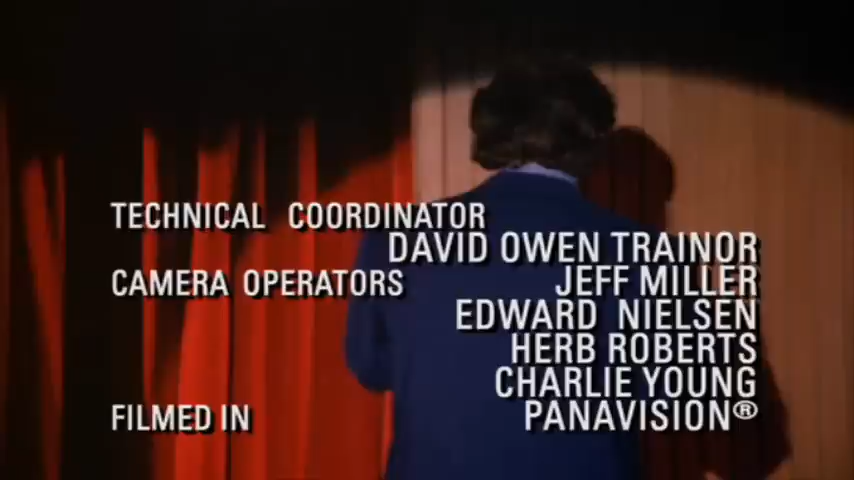 TECHNICAL COORDINATOR
DAVID OWEN TRAINOR
CAMERA OPERATORS JEFF MILLER
EDWARD NIELSEN
HERB ROBERTS
CHARLIE YOUNG
FILMED IN PANAVISION®